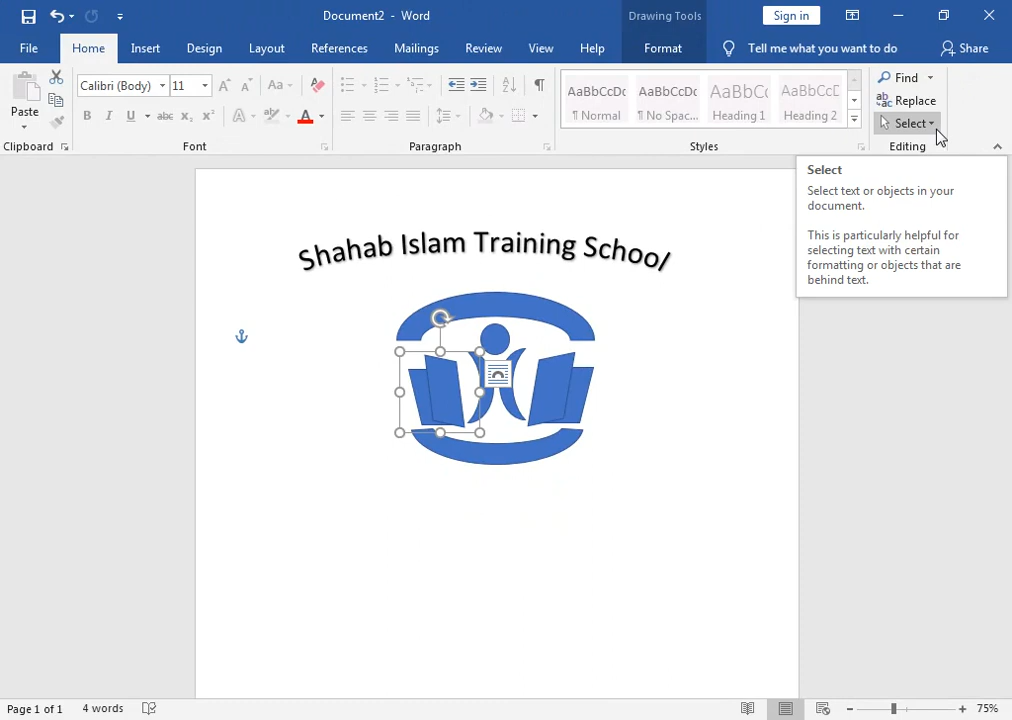 Document2 - Word
Drawing Tools
Sign in
File
Home
Insert
Design
Layout
References
Mailings
Review
View
Help
Format
Tell me what you want to do
Share
Paste
Clipboard
Calibri (Body)
11
Aa
B I U abc X₂ X²
A A
Font
Paragraph
AaBbCcDc
¶ Normal
AaBbCcDc
¶ No Spac...
AaBbCc
Heading 1
AaBbCcD
Heading 2
Styles
Find
Replace
Select
Editing
Select
Select text or objects in your
document.
This is particularly helpful for
selecting text with certain
formatting or objects that are
behind text.
Shahab Islam Training School
Page 1 of 1
4 words
75%